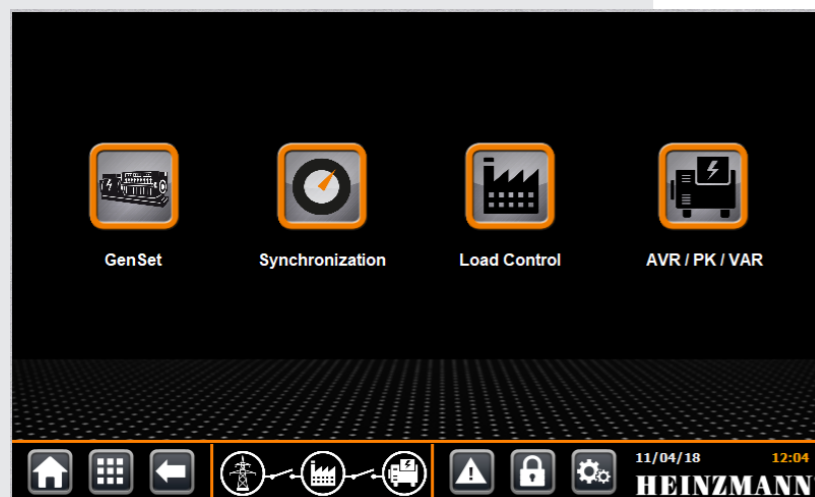 GenSet
Synchronization
Load Control
AVR / PK / VAR
11/04/18 12:04
HEINZMANN